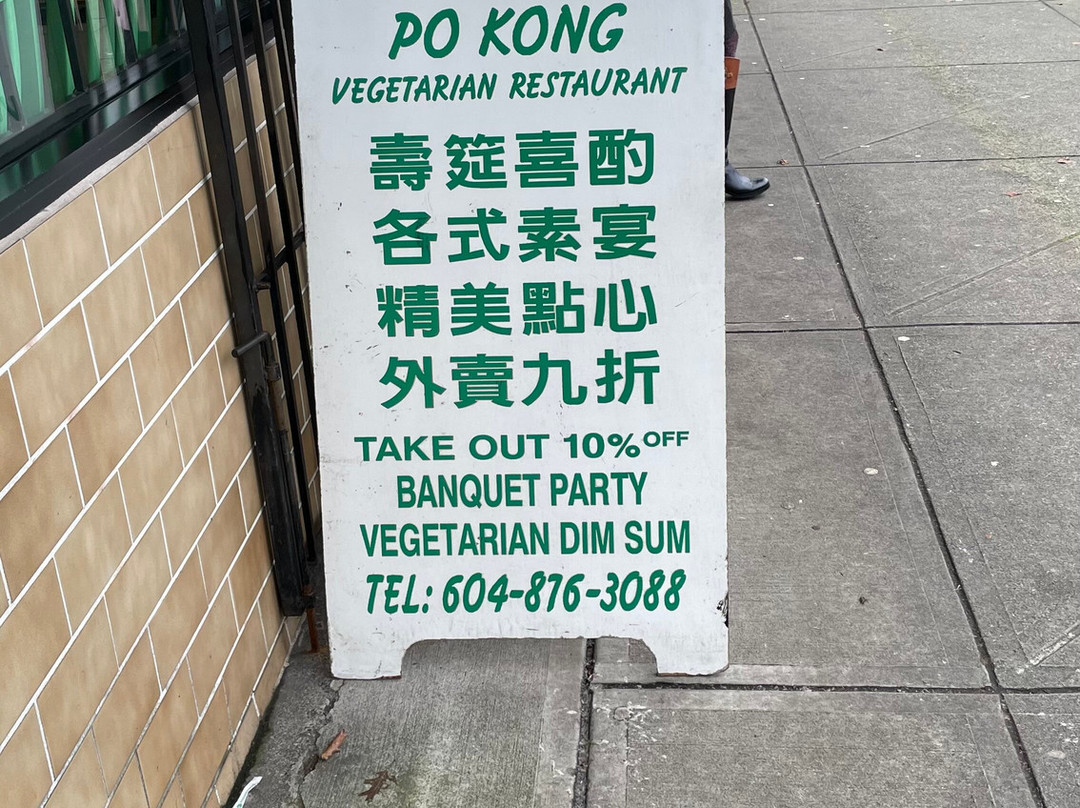 PO KONG
VEGETARIAN RESTAURANT
壽筵喜酌
各式素宴
精美點心
外賣九折
TAKE OUT 10% OFF
BANQUET PARTY
VEGETARIAN DIM SUM
TEL: 604-876-3088